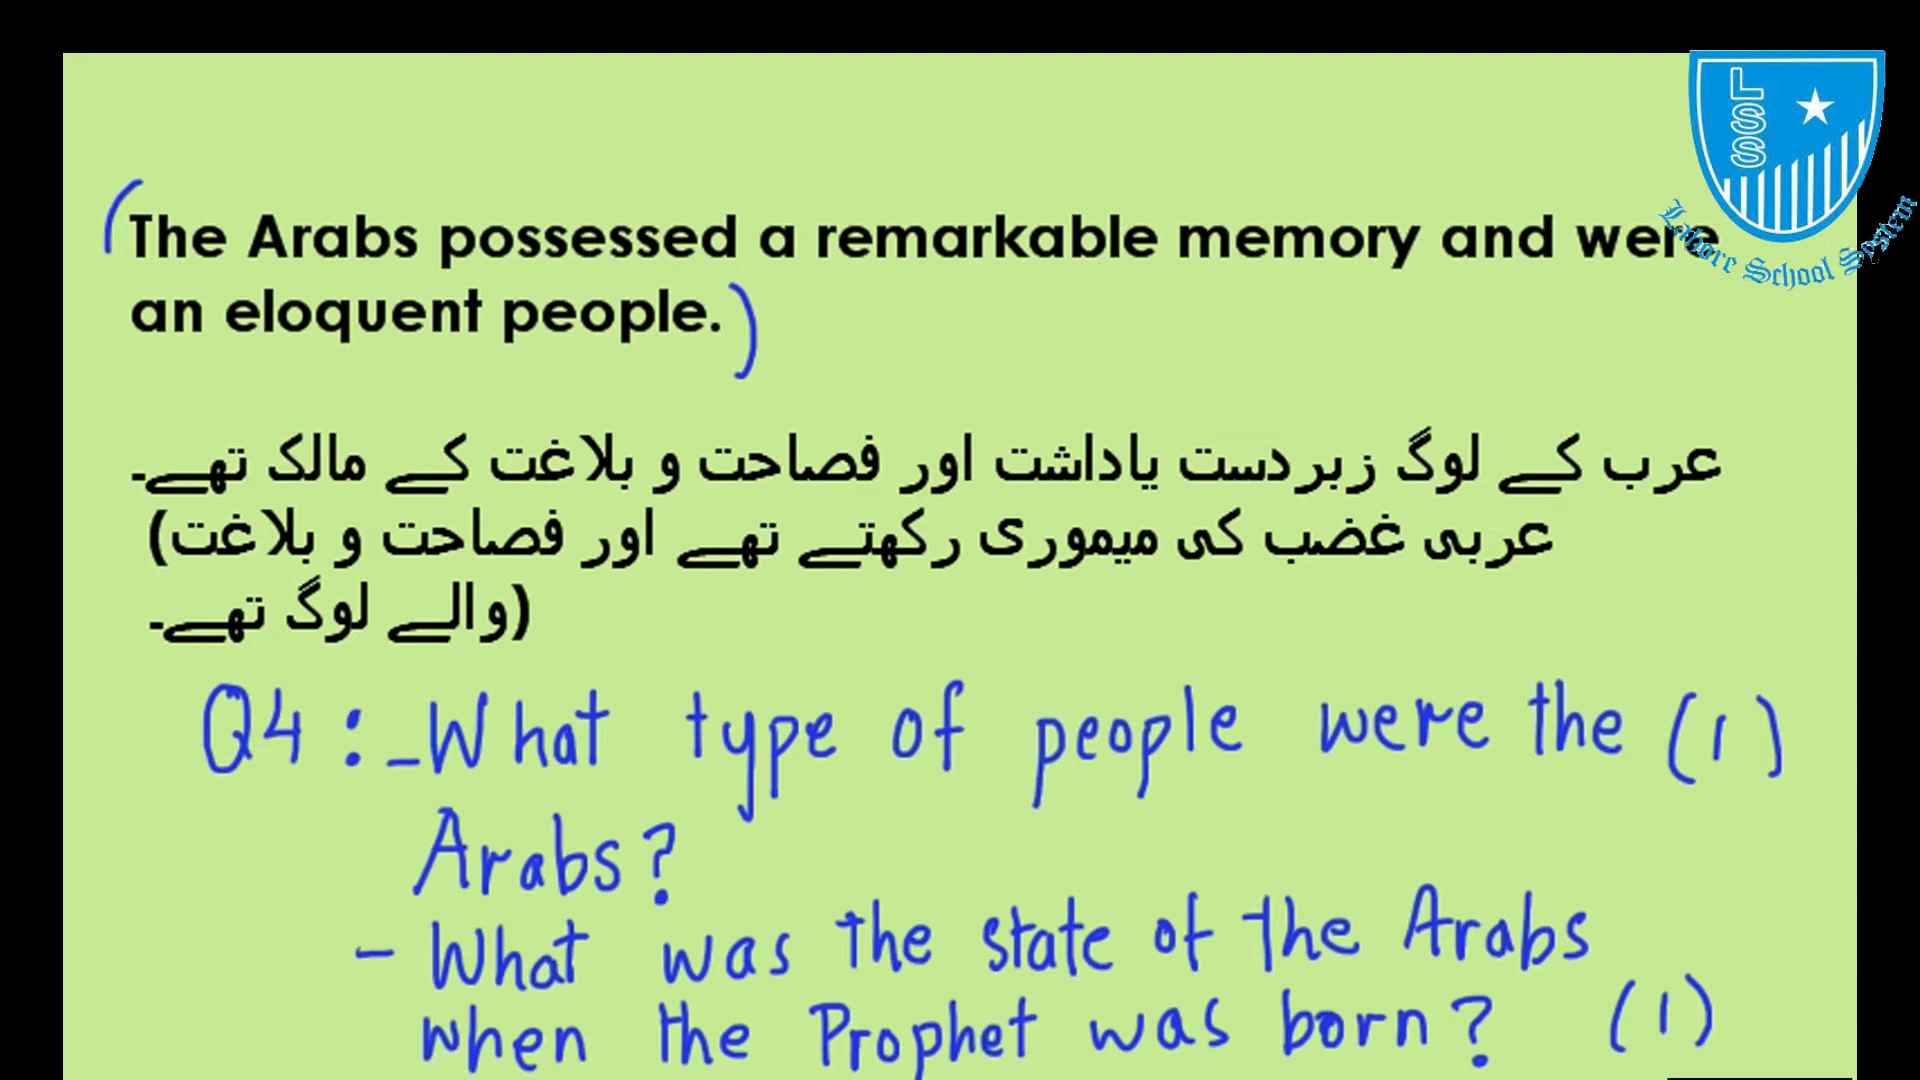 LSS
Lahore School System
The Arabs possessed a remarkable memory and were
an eloquent people.
عرب کے لوگ زبردست یاداشت اور فصاحت و بلاغت کے مالک تھے۔
(عربی غضب کی میموری رکھتے تھے اور فصاحت و بلاغت
والے لوگ تھے۔)
Q4 :- What type of people were the (1)
Arabs?
- What was the state of the Arabs
when the Prophet was born? (1)